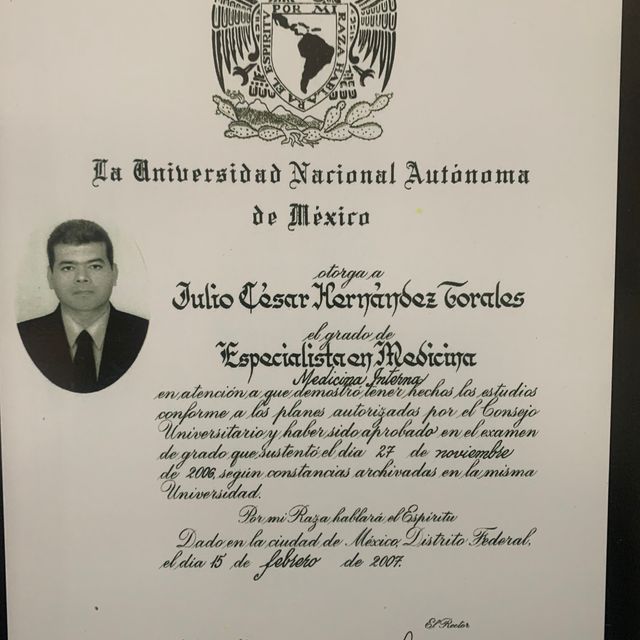 POR MI RAZA HABLARA EL ESPIRITU
La Universidad Nacional Autónoma
de México
otorga a
Julio César Hernández Torales
el grado de
Especialista en Medicina
Medicina Interna
en atención a que demostró tener hechos los estudios
conforme a los planes autorizados por el Consejo
Universitario y haber sido aprobado en el examen
de grado que sustentó el día 27 de noviembre
de 2006, según constancias archivadas en la misma
Universidad.
Por mi Raza hablará el Espíritu
Dado en la ciudad de México, Distrito Federal,
el día 15 de febrero de 2007.
El Rector